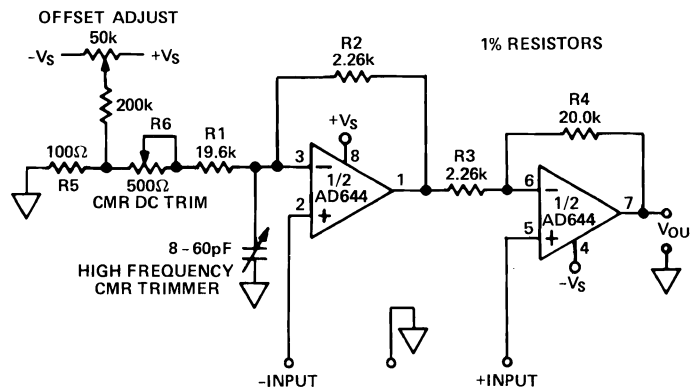 OFFSET ADJUST
50k
–VS +VS
200k
R6
R1
19.6k
100Ω
R5
500Ω
CMR DC TRIM
8 – 60pF
HIGH FREQUENCY
CMR TRIMMER
R2
2.26k
+VS
3
8
–
1/2
AD644
1
2
+
–INPUT
1% RESISTORS
R3
2.26k
R4
20.0k
6
–
1/2
AD644
7
5
+
4
–VS
VOU
+INPUT